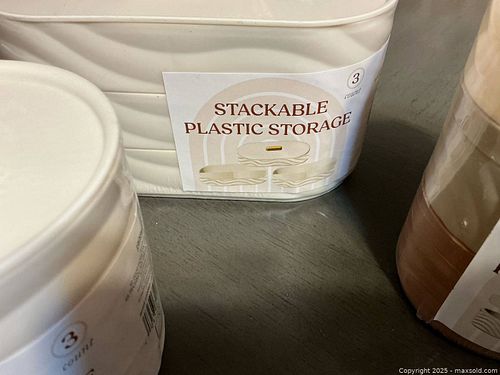 3
count
STACKABLE
PLASTIC STORAGE
3
count
Copyright 2025 - maxsold.com